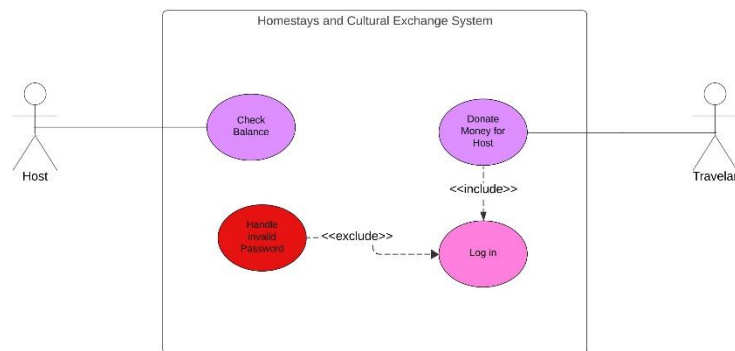 Homestays and Cultural Exchange System
Check
Balance
Donate
Money for
Host
Host
Travelar
<<include>>
Handle
invalid
Password
<<exclude>>
Log in